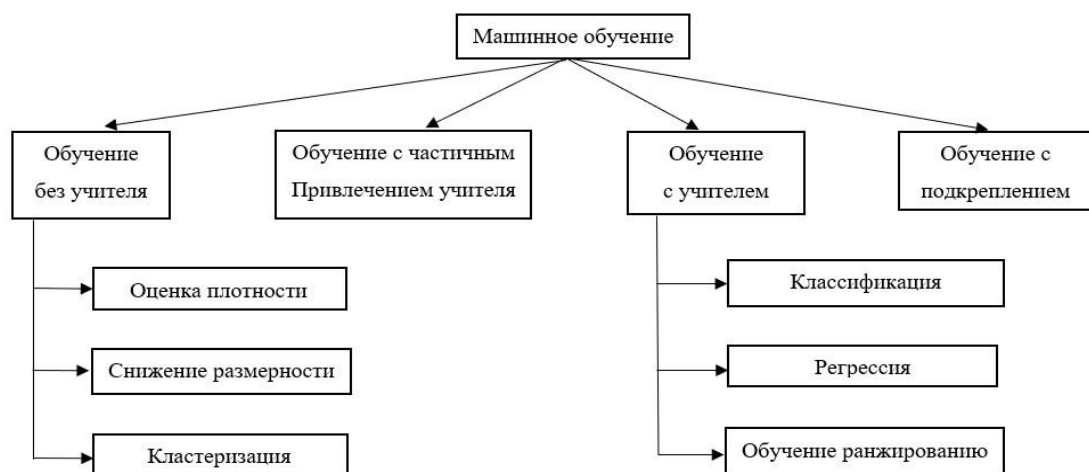 Машинное обучение
Обучение
без учителя
Обучение с частичным
Привлечением учителя
Обучение
с учителем
Обучение с
подкреплением
Оценка плотности
Снижение размерности
Кластеризация
Классификация
Регрессия
Обучение ранжированию